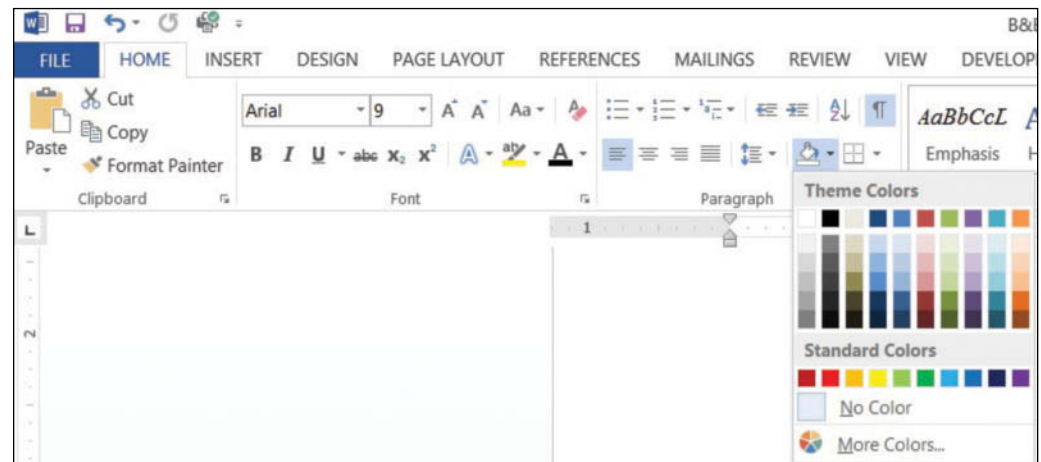 B&B
FILE HOME INSERT DESIGN PAGE LAYOUT REFERENCES MAILINGS REVIEW VIEW DEVELOP
Cut
Copy
Format Painter
Paste
Clipboard
Arial 9 A A Aa
B I U abc X₂ X² A aby A
Font
Paragraph
AaBbCcL A
Emphasis H
Theme Colors
Standard Colors
No Color
More Colors...
L
1
2